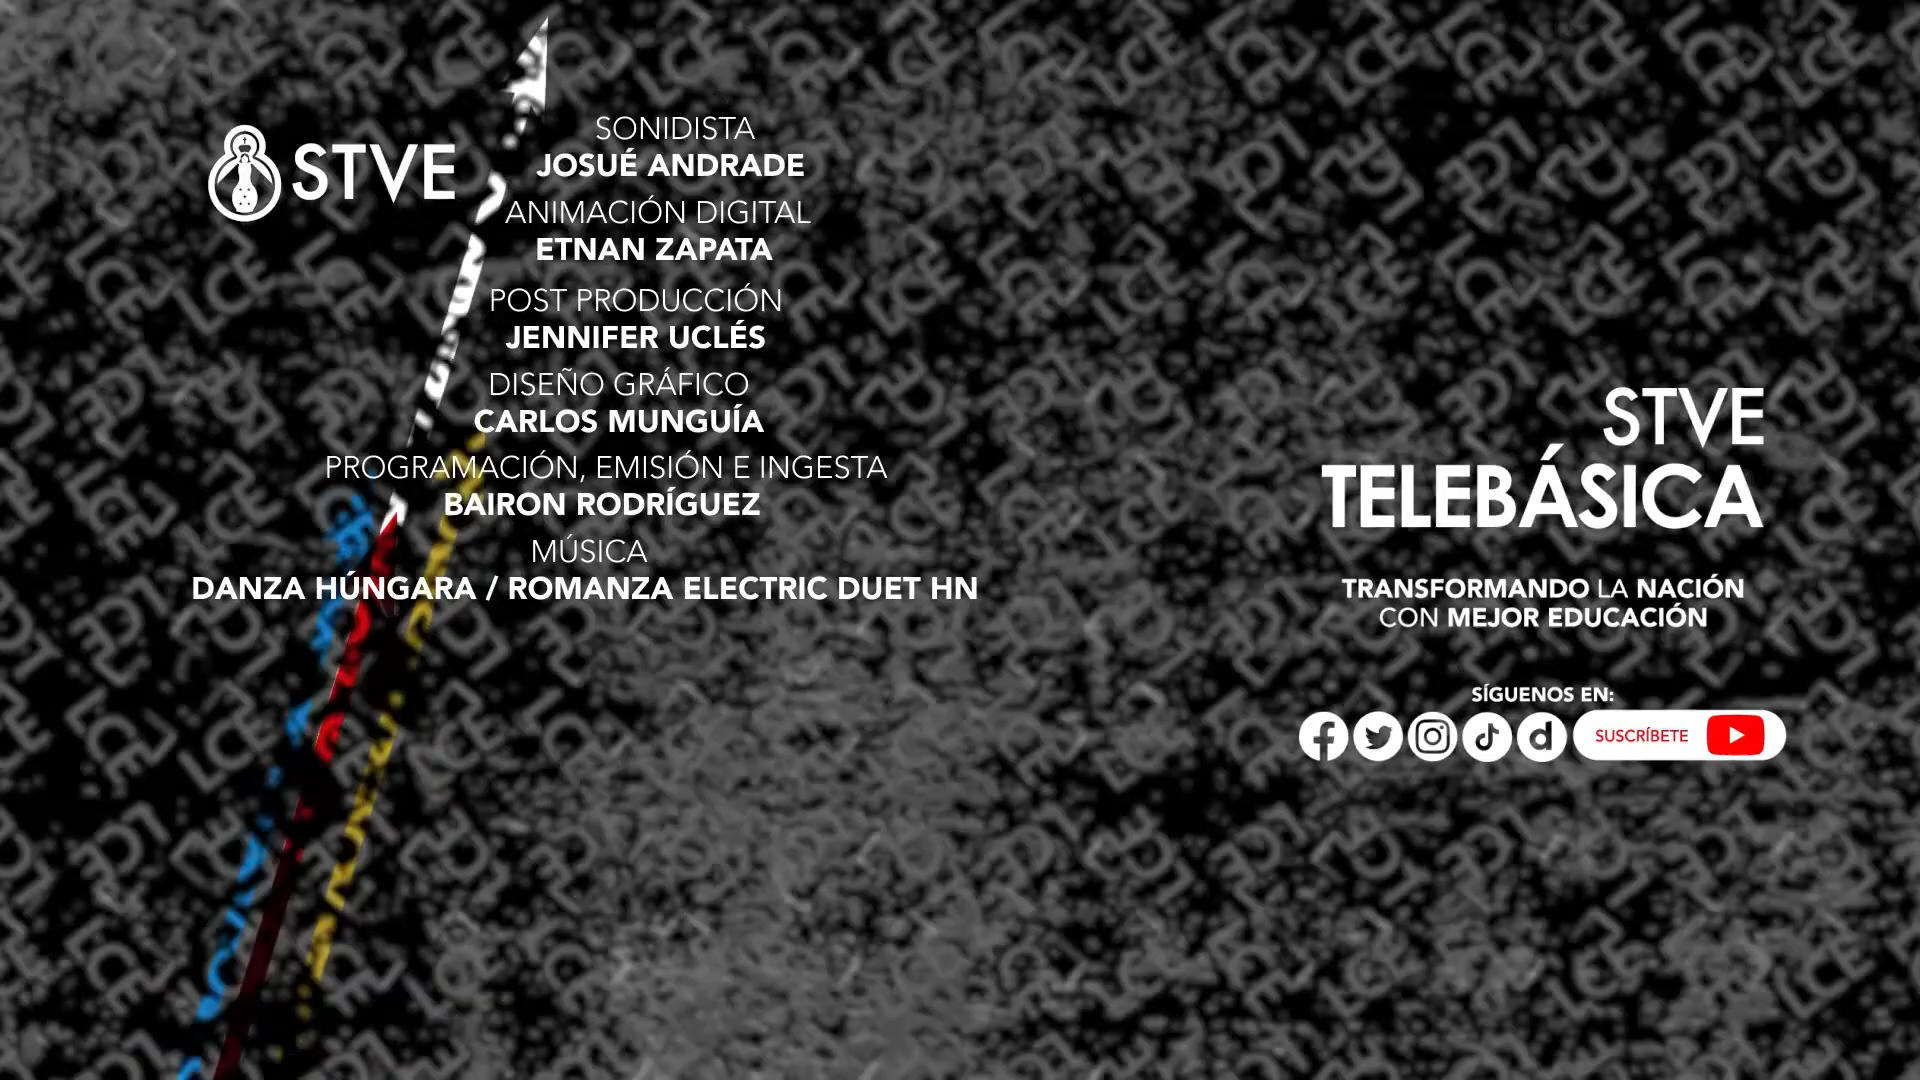 STVE
SONIDISTA
JOSUÉ ANDRADE
ANIMACIÓN DIGITAL
ETNAN ZAPATA
POST PRODUCCIÓN
JENNIFER UCLÉS
DISEÑO GRÁFICO
CARLOS MUNGUÍA
PROGRAMACIÓN, EMISIÓN E INGESTA
BAIRON RODRÍGUEZ
MÚSICA
DANZA HÚNGARA / ROMANZA ELECTRIC DUET HN
STVE
TELEBÁSICA
TRANSFORMANDO LA NACIÓN
CON MEJOR EDUCACIÓN
SÍGUENOS EN:
SUSCRÍBETE